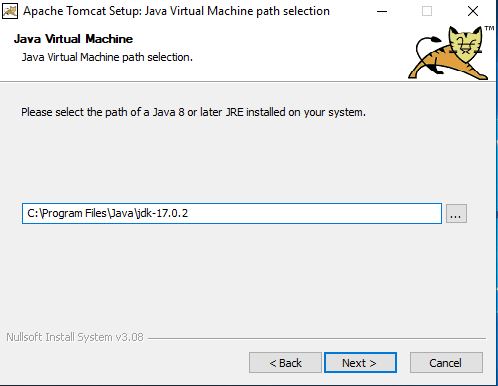 Apache Tomcat Setup: Java Virtual Machine path selection
Java Virtual Machine
Java Virtual Machine path selection.
TM
Please select the path of a Java 8 or later JRE installed on your system.
C:\Program Files\Java\jdk-17.0.2
...
Nullsoft Install System v3.08
< Back
Next >
Cancel